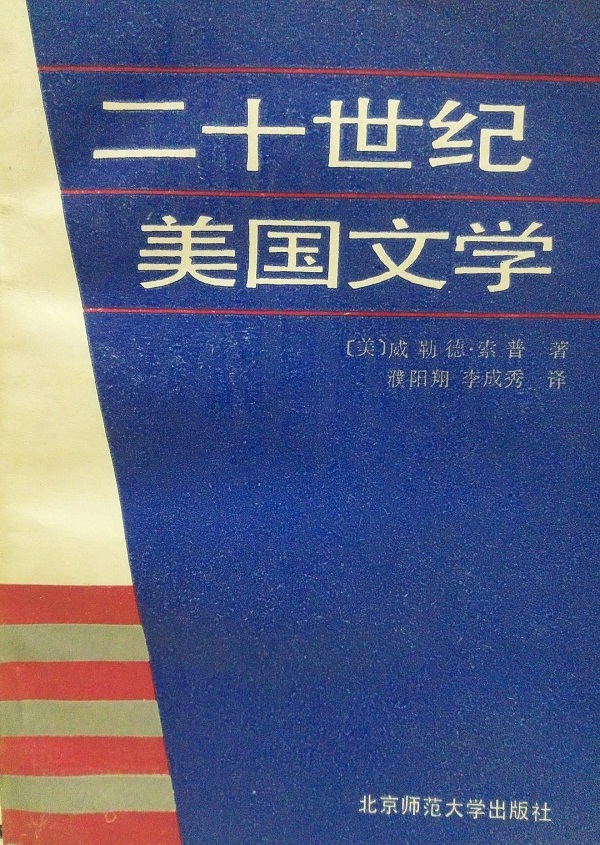 二十世纪
美国文学
〔美〕威勒德·索普 著
濮阳翔 李成秀 译
北京师范大学出版社